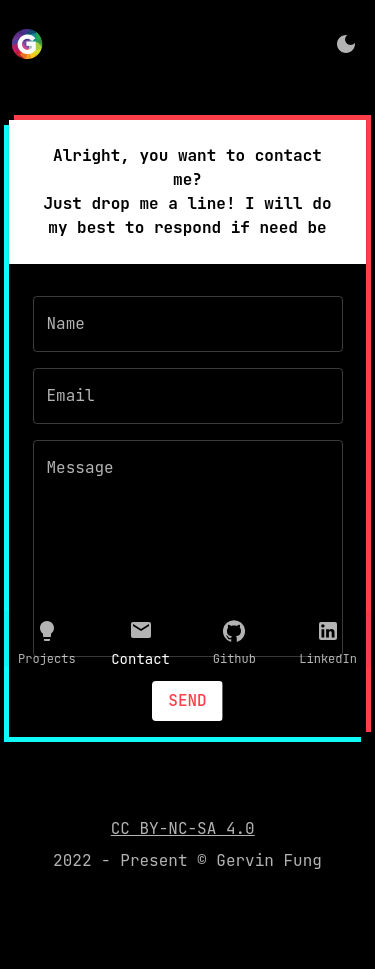 Alright, you want to contact
me?
Just drop me a line! I will do
my best to respond if need be
Name
Email
Message
Projects
Contact
Github
LinkedIn
SEND
CC BY-NC-SA 4.0
2022 - Present © Gervin Fung